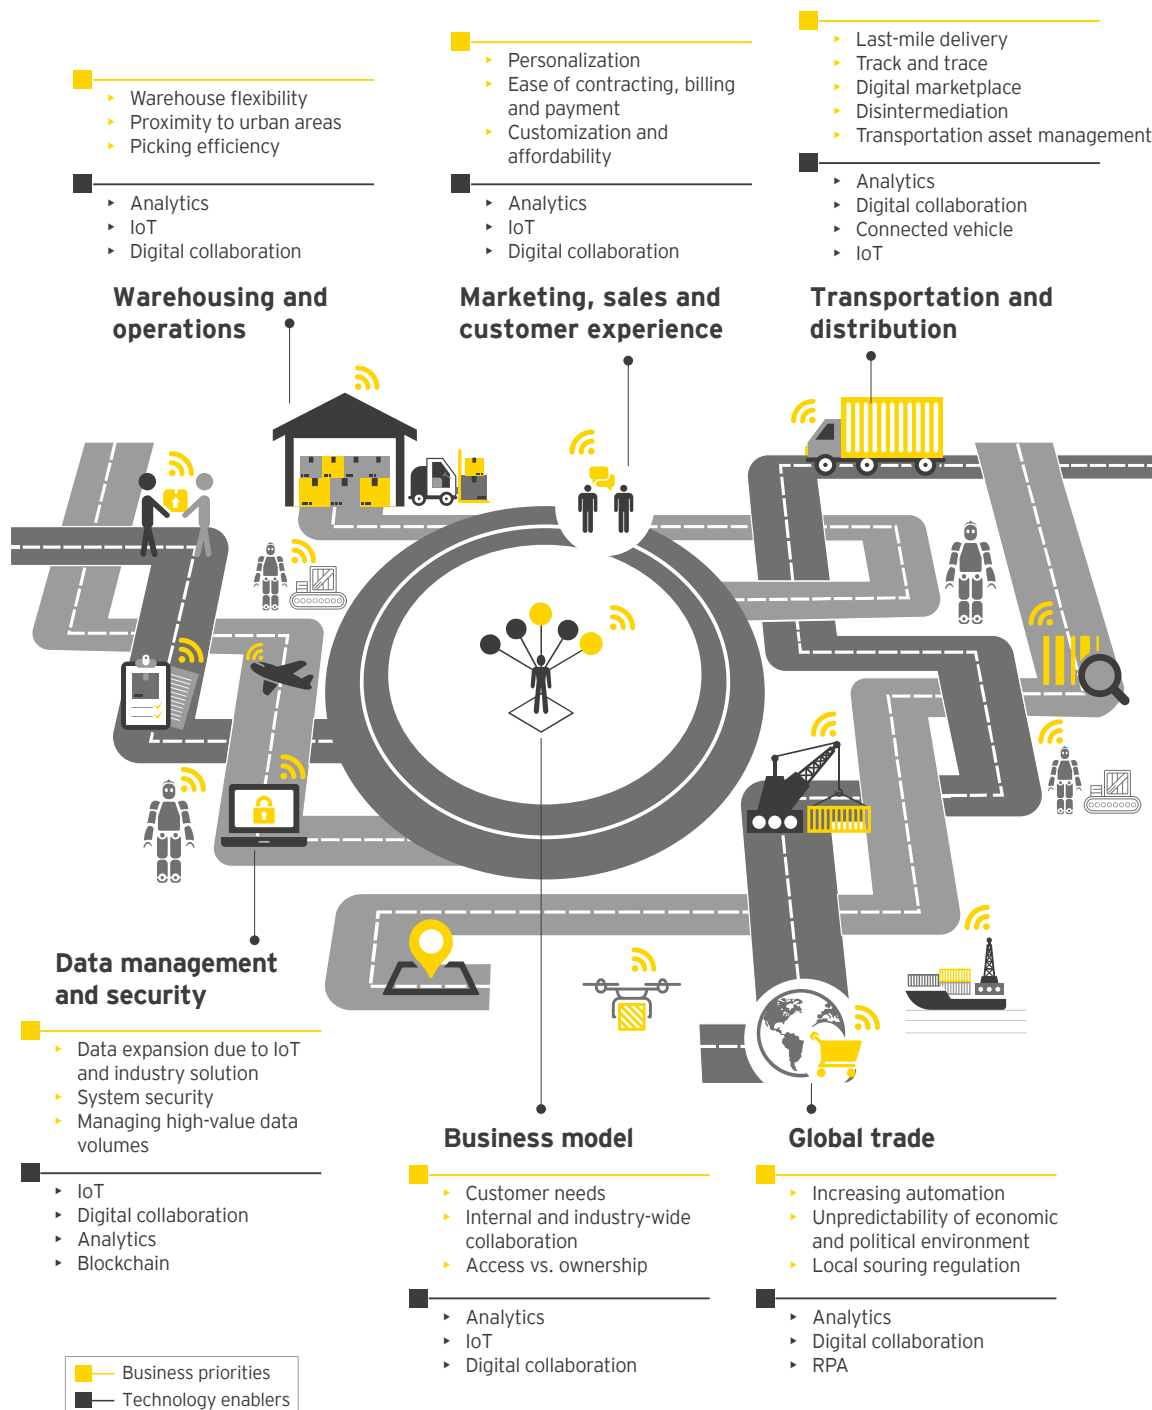 Warehouse flexibility
Proximity to urban areas
Picking efficiency
Analytics
IoT
Digital collaboration
Warehousing and
operations
Personalization
Ease of contracting, billing
and payment
Customization and
affordability
Analytics
IoT
Digital collaboration
Marketing, sales and
customer experience
Last-mile delivery
Track and trace
Digital marketplace
Disintermediation
Transportation asset management
Analytics
Digital collaboration
Connected vehicle
IoT
Transportation and
distribution
Data management
and security
Data expansion due to IoT
and industry solution
System security
Managing high-value data
volumes
IoT
Digital collaboration
Analytics
Blockchain
Business model
Customer needs
Internal and industry-wide
collaboration
Access vs. ownership
Analytics
IoT
Digital collaboration
Global trade
Increasing automation
Unpredictability of economic
and political environment
Local souring regulation
Analytics
Digital collaboration
RPA
Business priorities
Technology enablers